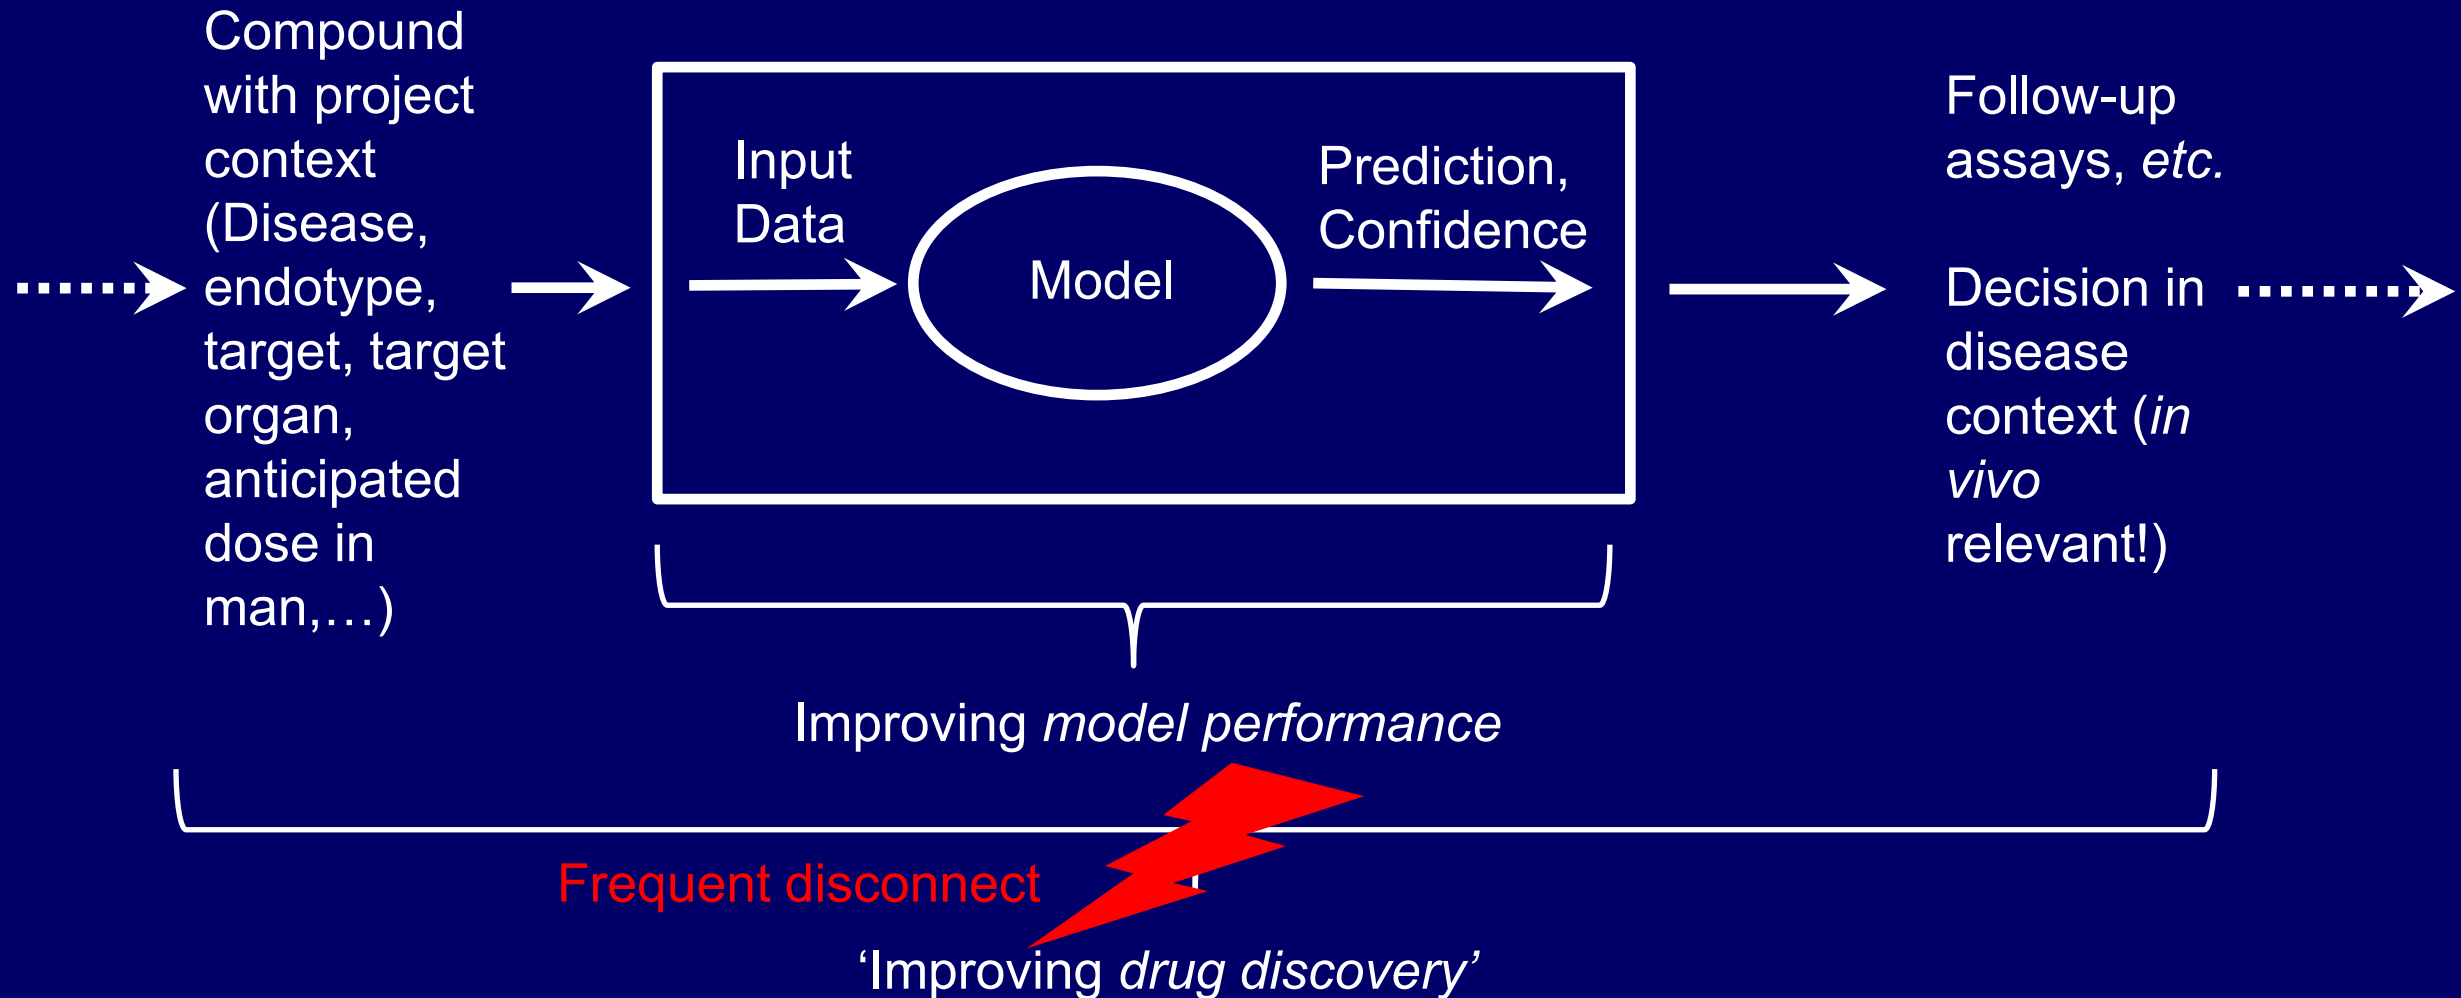 Compound
with project
context
(Disease,
endotype,
target, target
organ,
anticipated
dose in
man,…)
Input
Data
Model
Prediction,
Confidence
Follow-up
assays, etc.
Decision in
disease
context (in
vivo
relevant!)
Improving model performance
Frequent disconnect
‘Improving drug discovery’